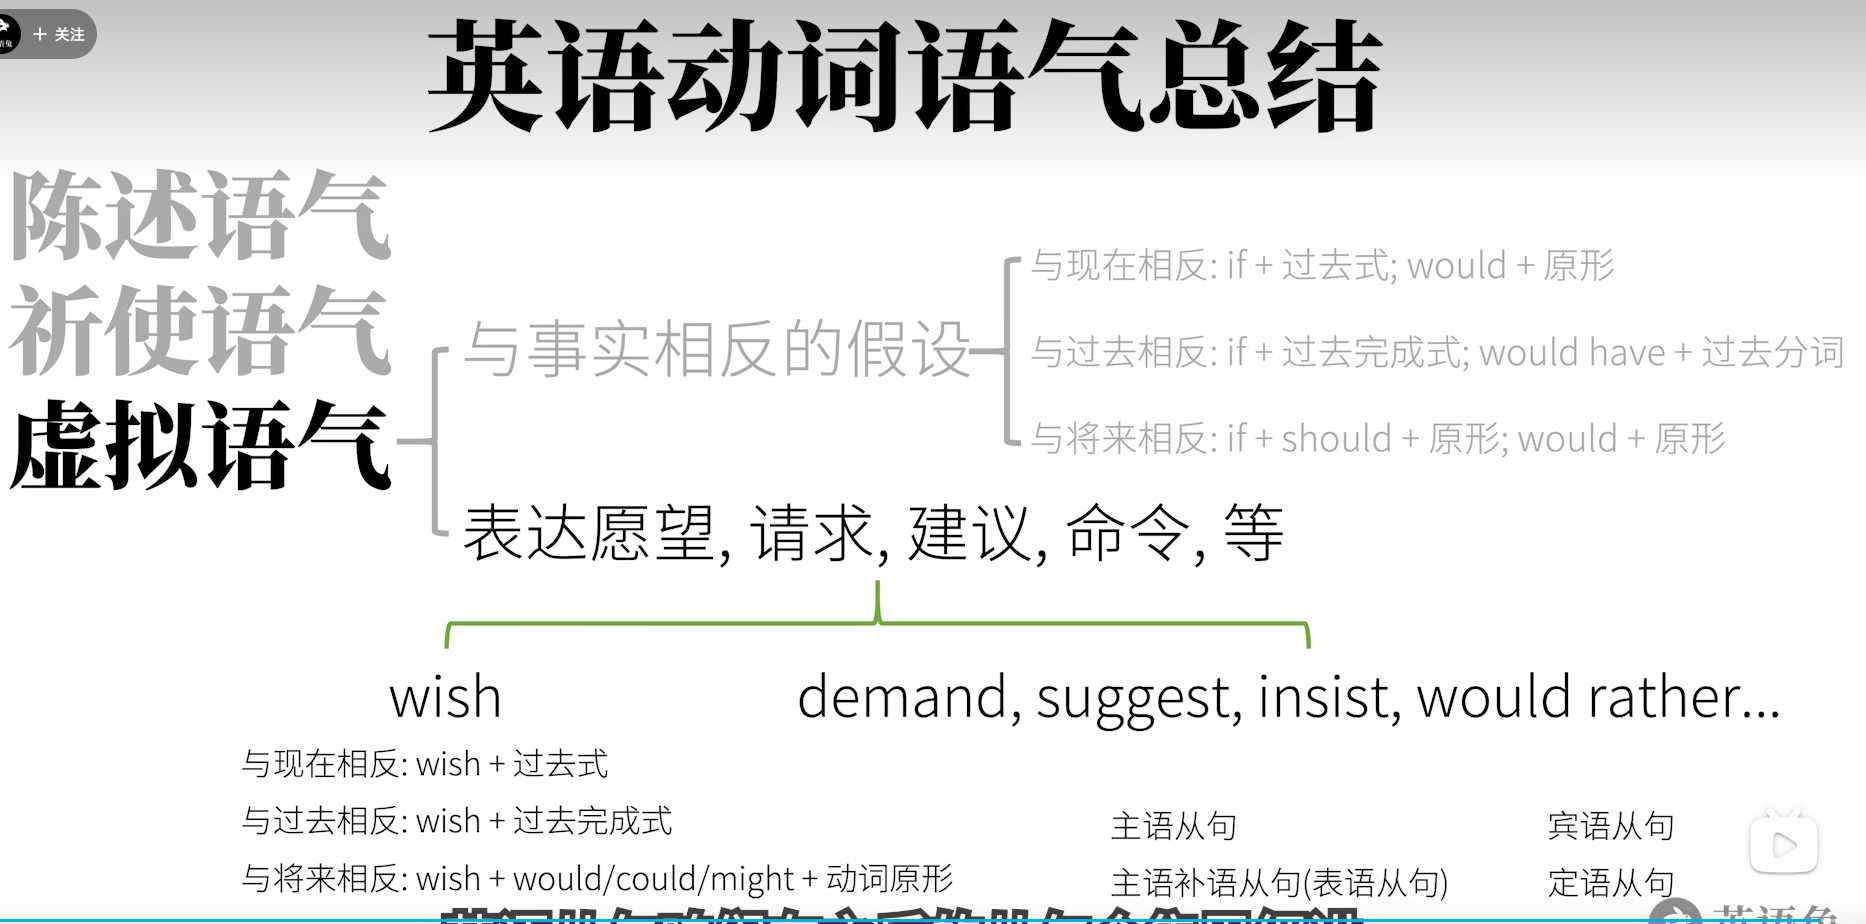 + 关注
英语动词语气总结
陈述语气
祈使语气
虚拟语气
与事实相反的假设
与现在相反: if + 过去式; would + 原形
与过去相反: if + 过去完成式; would have + 过去分词
与将来相反: if + should + 原形; would + 原形
表达愿望, 请求, 建议, 命令, 等
wish
demand, suggest, insist, would rather...
与现在相反: wish + 过去式
与过去相反: wish + 过去完成式
与将来相反: wish + would/could/might + 动词原形
主语从句
宾语从句
主语补语从句(表语从句)
定语从句
英语兔